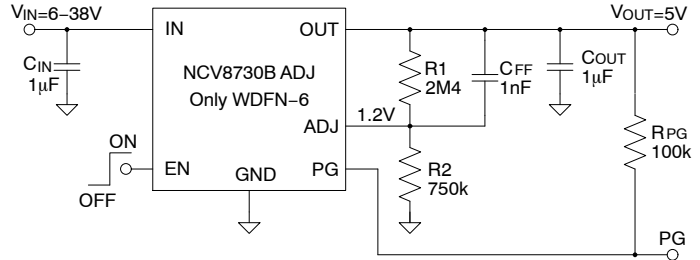 VIN=6–38V
VOUT=5V
IN
OUT
CIN
1μF
NCV8730B ADJ
Only WDFN–6
R1
2M4
CFF
1nF
COUT
1μF
1.2V
ADJ
RPG
100k
ON
OFF
EN
GND
PG
R2
750k
PG